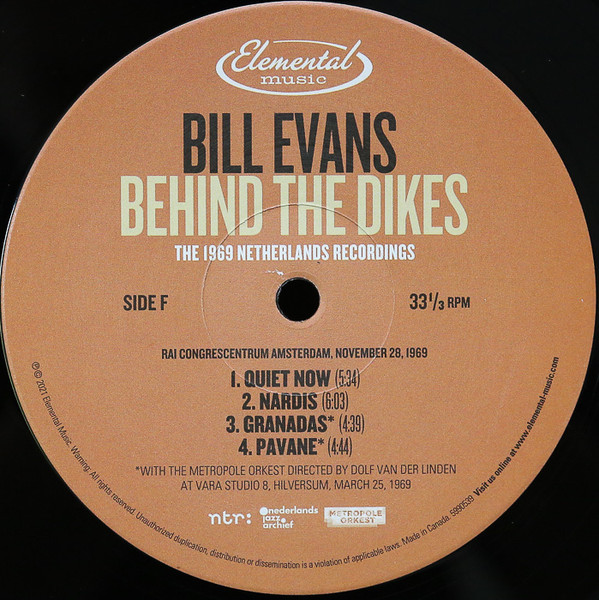 Elemental
music
BILL EVANS
BEHIND THE DIKES
THE 1969 NETHERLANDS RECORDINGS
SIDE F
33 1/3 RPM
RAI CONGRESCENTRUM AMSTERDAM, NOVEMBER 28, 1969
1. QUIET NOW (5:34)
2. NARDIS (6:03)
3. GRANADAS* (4:39)
4. PAVANE* (4:44)
*WITH THE METROPOLE ORKEST DIRECTED BY DOLF VAN DER LINDEN
AT VARA STUDIO 8, HILVERSUM, MARCH 25, 1969
ntr:
nederlands
jazz
archief
METROPOLE
ORKEST
℗© 2021 Elemental Music. Warning: All rights reserved. Unauthorized duplication, distribution or dissemination is a violation of applicable laws. Made in Canada. 5990539 Visit us online at www.elemental-music.com